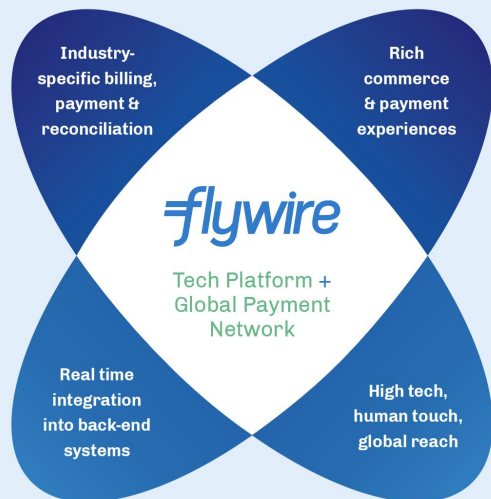 Industry-
specific billing,
payment &
reconciliation
Rich
commerce
& payment
experiences
flywire
Tech Platform +
Global Payment
Network
Real time
integration
into back-end
systems
High tech,
human touch,
global reach